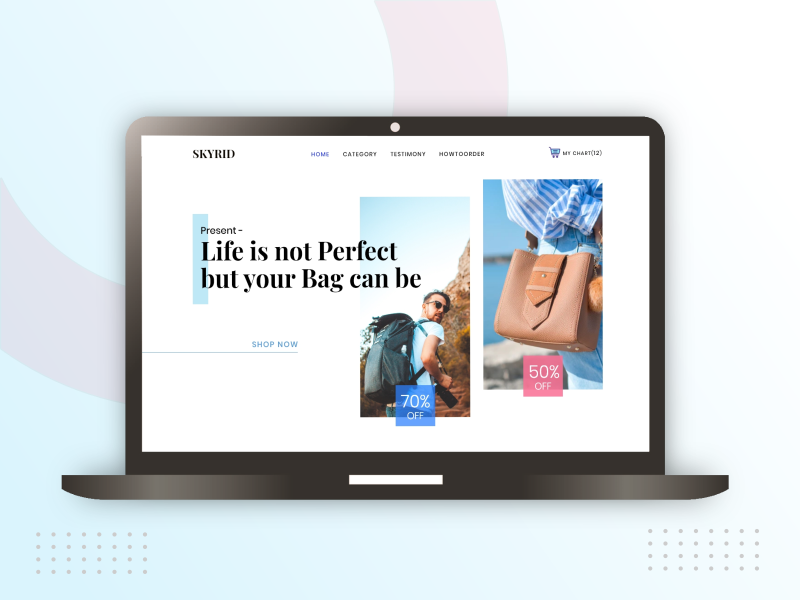 SKYRID
HOME CATEGORY TESTIMONY HOWTOORDER
MY CHART(12)
Present -
Life is not Perfect
but your Bag can be
SHOP NOW
70%
OFF
50%
OFF